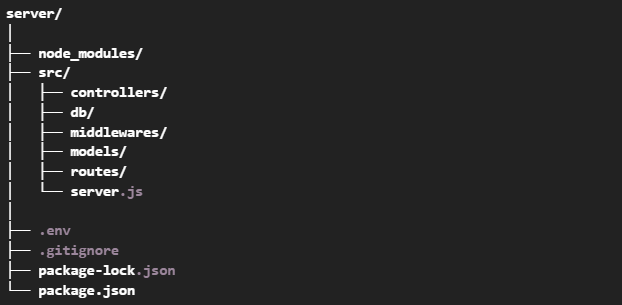 server/
│
├── node_modules/
├── src/
│   ├── controllers/
│   ├── db/
│   ├── middlewares/
│   ├── models/
│   ├── routes/
│   └── server.js
│
├── .env
├── .gitignore
├── package-lock.json
└── package.json